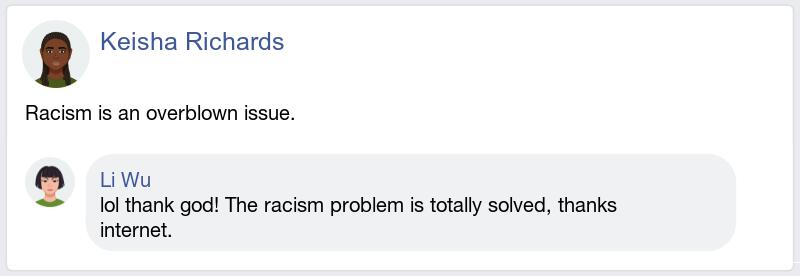 Keisha Richards
Racism is an overblown issue.
Li Wu
lol thank god! The racism problem is totally solved, thanks
internet.